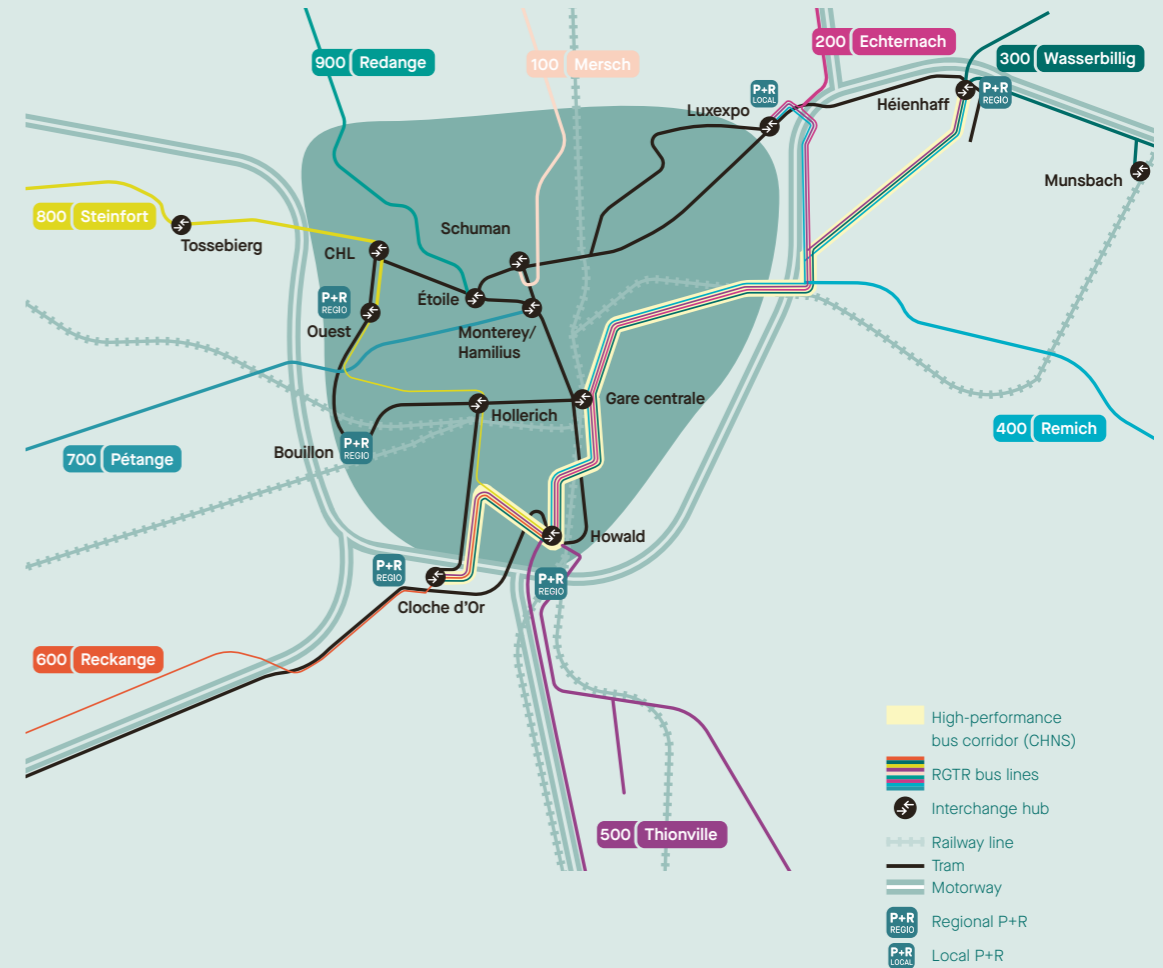 900 Redange
100 Mersch
200 Echternach
300 Wasserbillig
P+R
LOCAL
Luxexpo
Héienhaff
P+R
REGIO
Munsbach
800 Steinfort
Tossebierg
Schuman
CHL
Étoile
P+R
REGIO
Ouest
Monterey/
Hamilius
Gare centrale
Hollerich
400 Remich
Bouillon
P+R
REGIO
700 Pétange
Howald
P+R
REGIO
P+R
REGIO
Cloche d'Or
600 Reckange
500 Thionville
High-performance
bus corridor (CHNS)
RGTR bus lines
Interchange hub
Railway line
Tram
Motorway
P+R
REGIO
Regional P+R
P+R
LOCAL
Local P+R